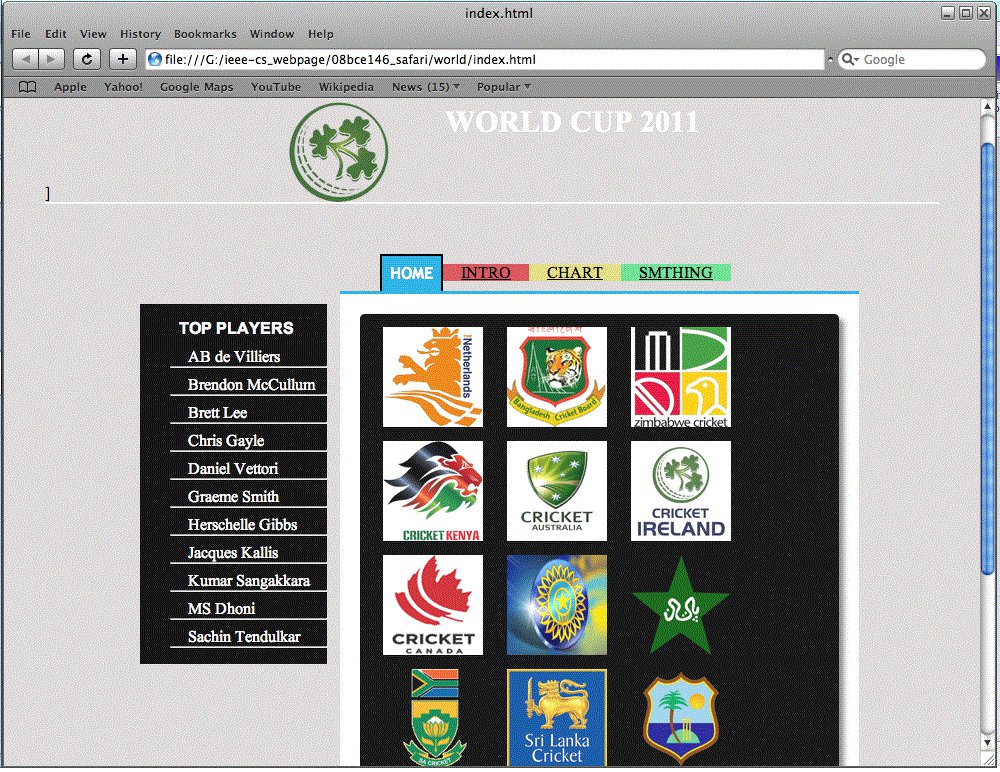 index.html
File Edit View History Bookmarks Window Help
file:///G:/ieee-cs_webpage/08bce146_safari/world/index.html
Google
Apple Yahoo! Google Maps YouTube Wikipedia News (15) Popular
WORLD CUP 2011
]
HOME INTRO CHART SMTHING
TOP PLAYERS
AB de Villiers
Brendon McCullum
Brett Lee
Chris Gayle
Daniel Vettori
Graeme Smith
Herschelle Gibbs
Jacques Kallis
Kumar Sangakkara
MS Dhoni
Sachin Tendulkar
Netherlands
বাংলাদেশ
Bangladesh Cricket Board
zimbabwe cricket
CRICKET KENYA
CRICKET
AUSTRALIA
CRICKET
IRELAND
CRICKET
CANADA
SA CRICKET
Sri Lanka
Cricket